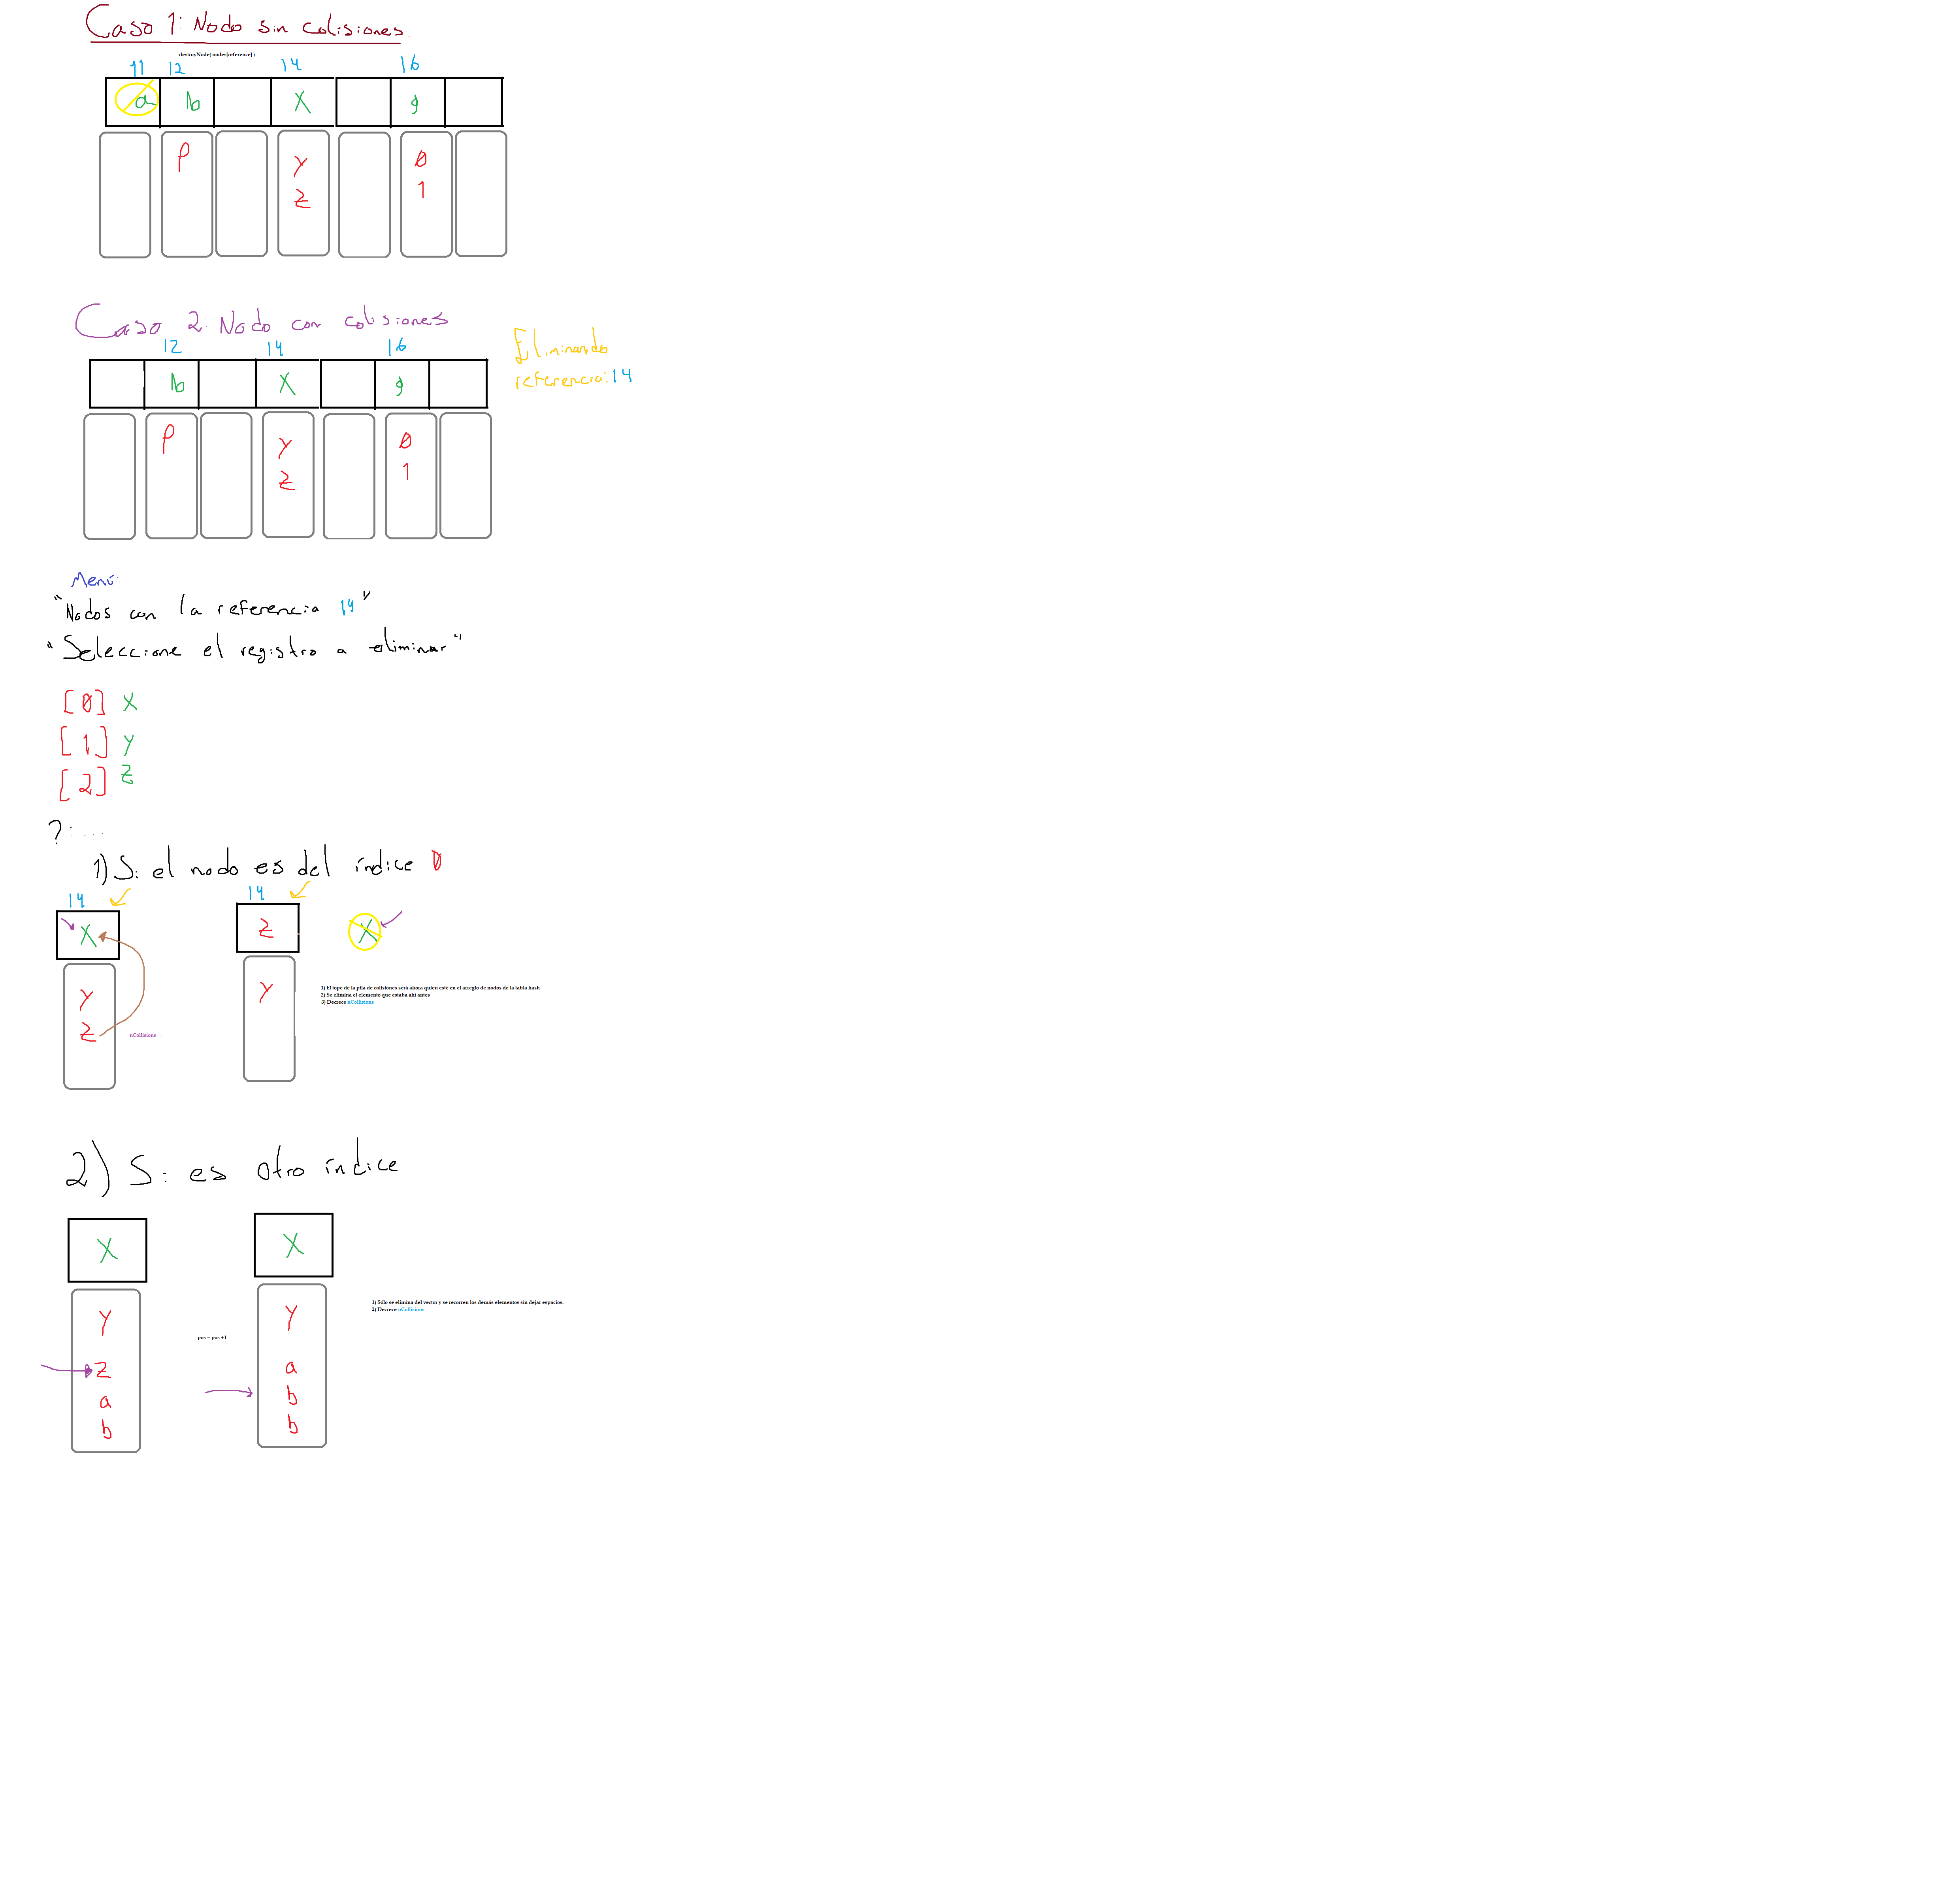 Caso 1: Nodo sin colisiones.
destroyNode( nodes[reference] )
11 12 14 16
a b X g
P Y 0
Z 1
Caso 2: Nodo con colisiones
Eliminando
referencia: 14
12 14 16
b X g
P Y 0
Z 1
Menú:
"Nodos con la referencia 14"
"Seleccione el registro a eliminar"
[0] X
[1] Y
[2] Z
?: ....
1) Si el nodo es del índice 0
14 14
X Z X
Y Y
Z
1) El tope de la pila de colisiones será ahora quien esté en el arreglo de nodos de la tabla hash
2) Se elimina el elemento que estaba ahí antes
3) Decrece nCollisions
nCollisions - -
2) Si es otro índice
X X
Y Y
Z a
a b
b b
1) Sólo se elimina del vector y se recorren los demás elementos sin dejar espacios.
2) Decrece nCollisions - -
pos = pos +1